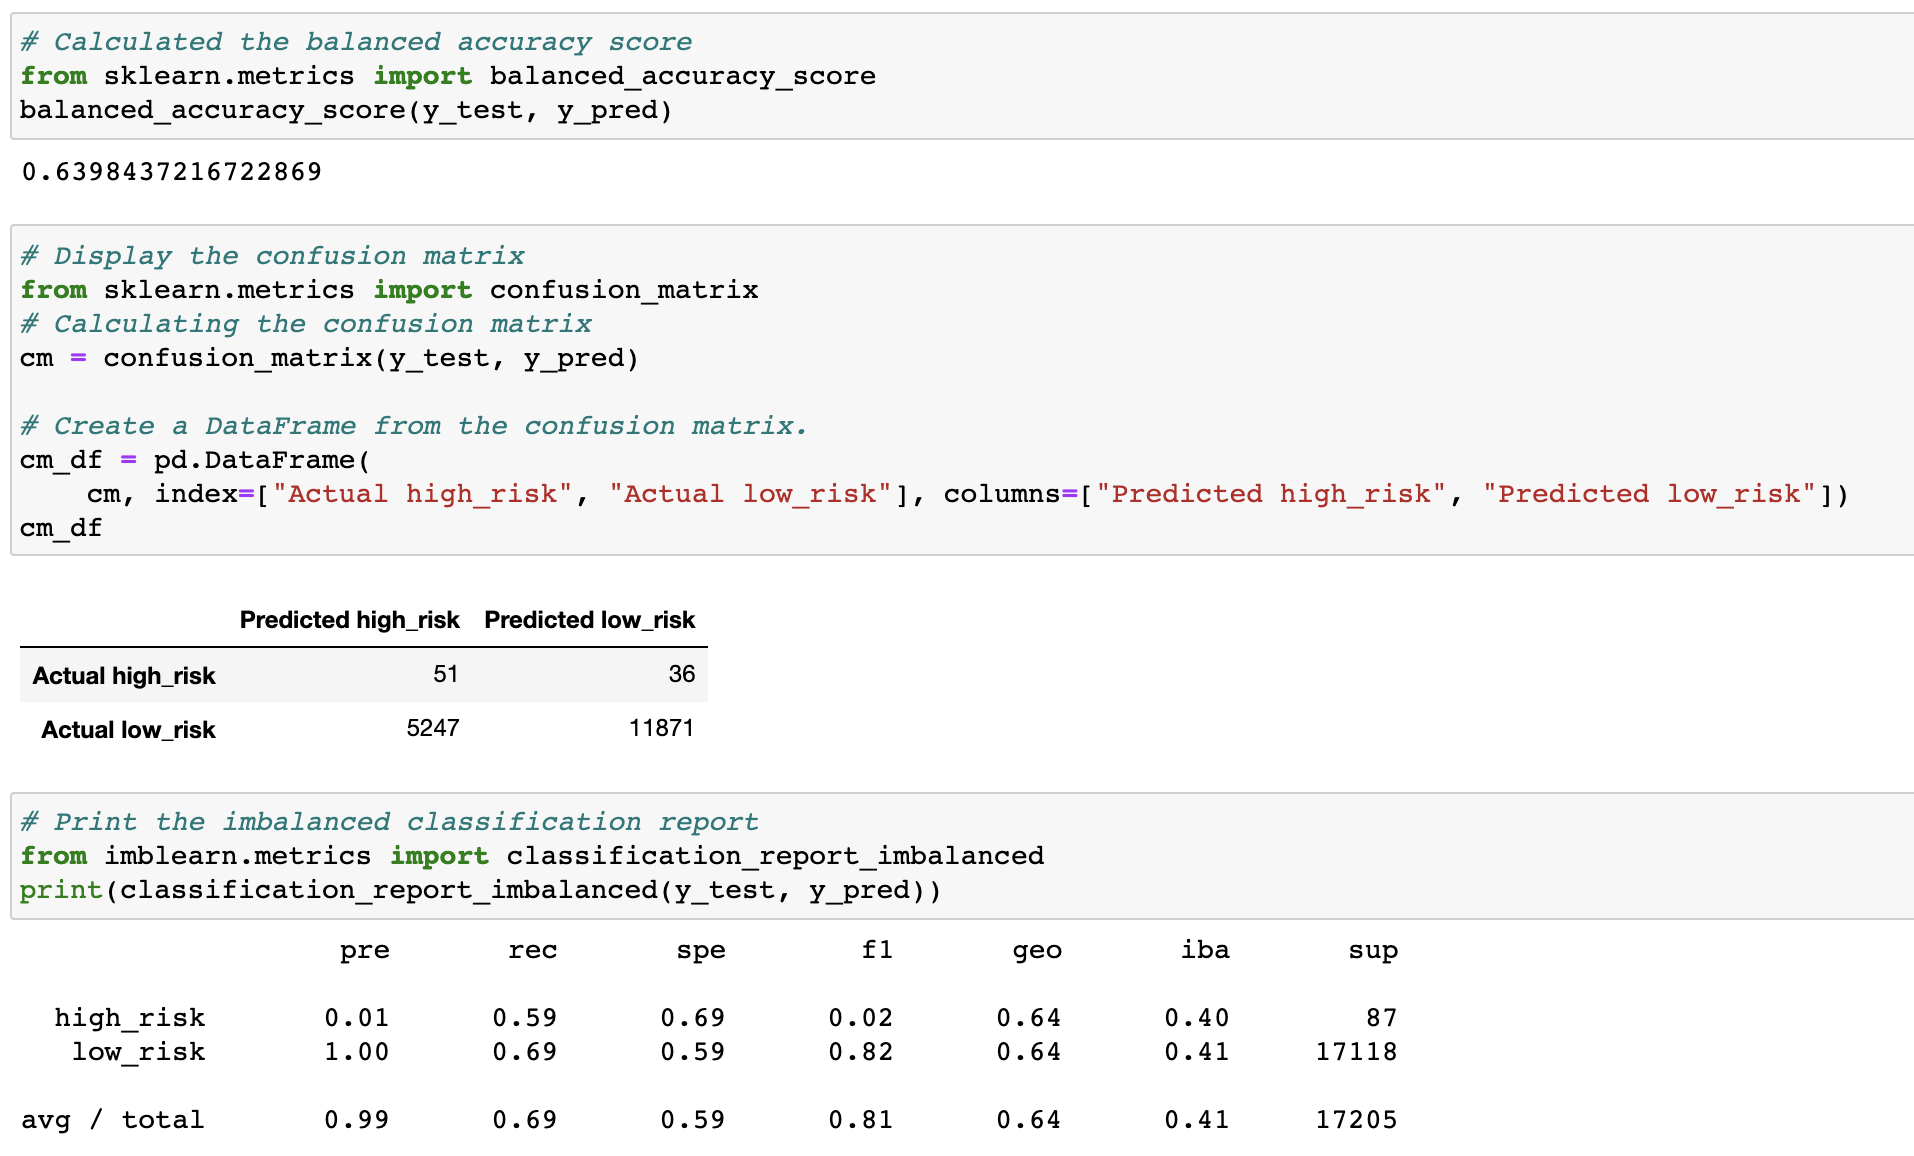 # Calculated the balanced accuracy score
from sklearn.metrics import balanced_accuracy_score
balanced_accuracy_score(y_test, y_pred)
0.6398437216722869
# Display the confusion matrix
from sklearn.metrics import confusion_matrix
# Calculating the confusion matrix
cm = confusion_matrix(y_test, y_pred)
# Create a DataFrame from the confusion matrix.
cm_df = pd.DataFrame(
    cm, index=["Actual high_risk", "Actual low_risk"], columns=["Predicted high_risk", "Predicted low_risk"])
cm_df
Predicted high_risk Predicted low_risk
Actual high_risk 51 36
Actual low_risk 5247 11871
# Print the imbalanced classification report
from imblearn.metrics import classification_report_imbalanced
print(classification_report_imbalanced(y_test, y_pred))
pre rec spe f1 geo iba sup
high_risk 0.01 0.59 0.69 0.02 0.64 0.40 87
low_risk 1.00 0.69 0.59 0.82 0.64 0.41 17118
avg / total 0.99 0.69 0.59 0.81 0.64 0.41 17205